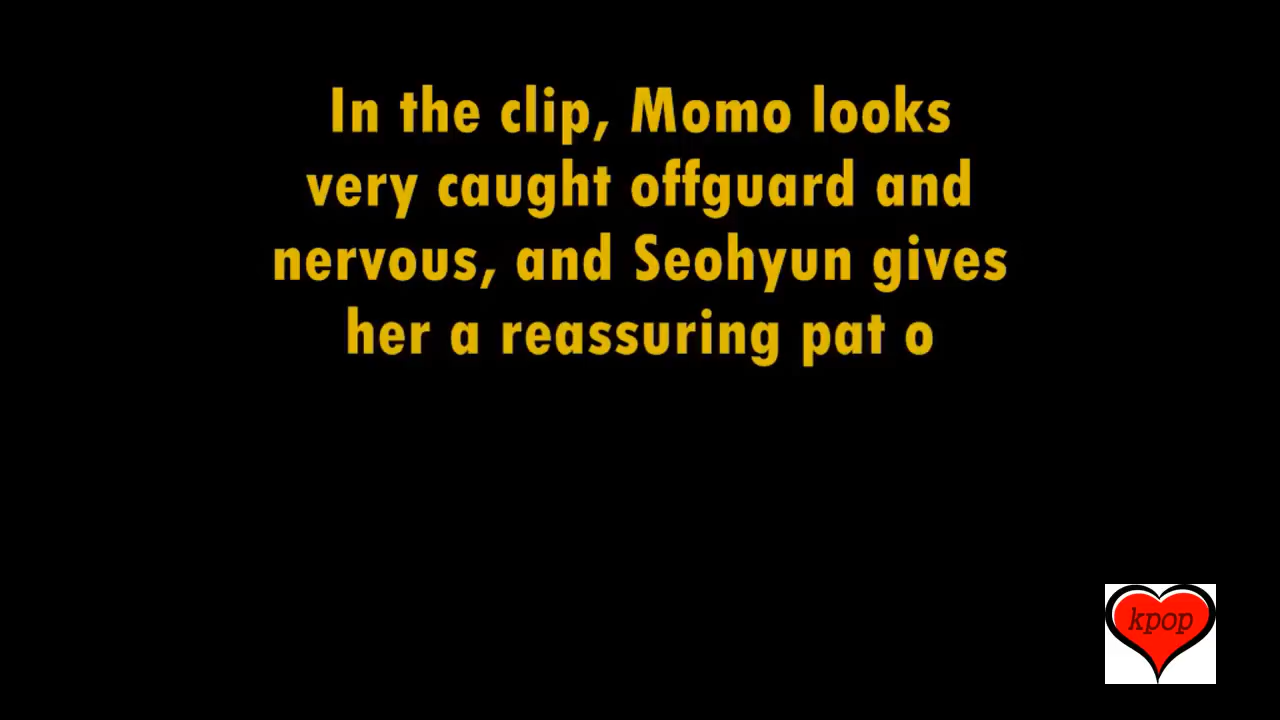 In the clip, Momo looks
very caught offguard and
nervous, and Seohyun gives
her a reassuring pat o
kpop